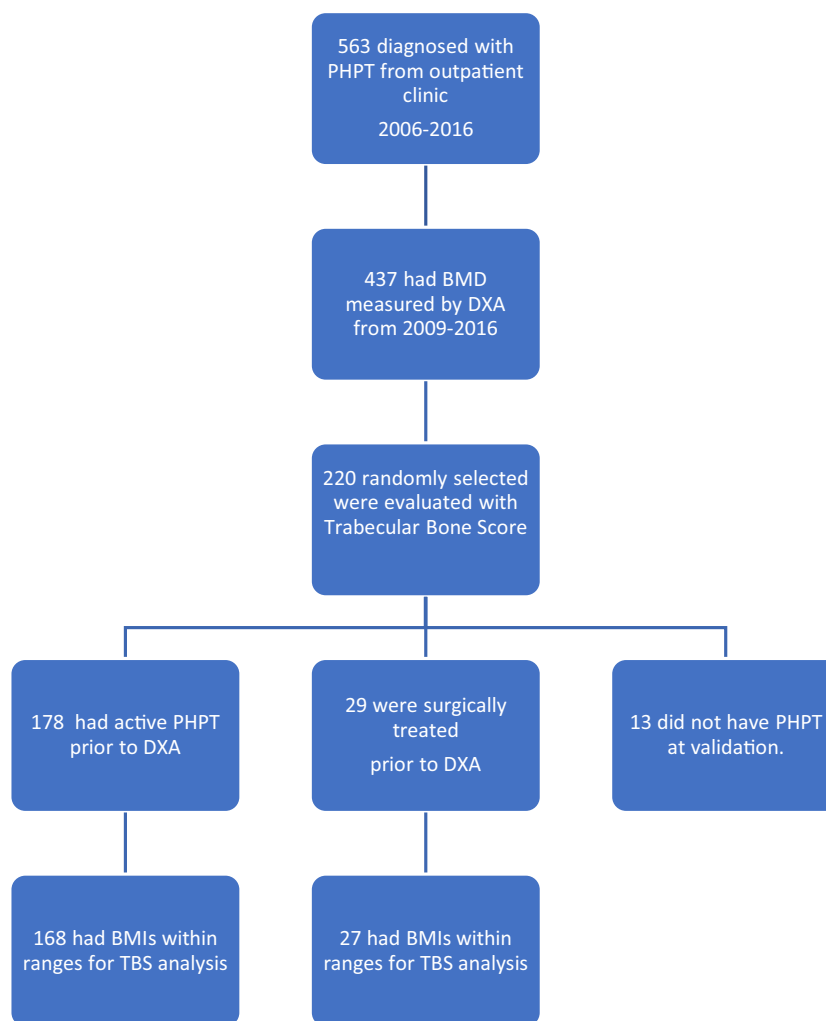 563 diagnosed with
PHPT from outpatient
clinic
2006-2016
437 had BMD
measured by DXA
from 2009-2016
220 randomly selected
were evaluated with
Trabecular Bone Score
178 had active PHPT
prior to DXA
29 were surgically
treated
prior to DXA
13 did not have PHPT
at validation.
168 had BMIs within
ranges for TBS analysis
27 had BMIs within
ranges for TBS analysis